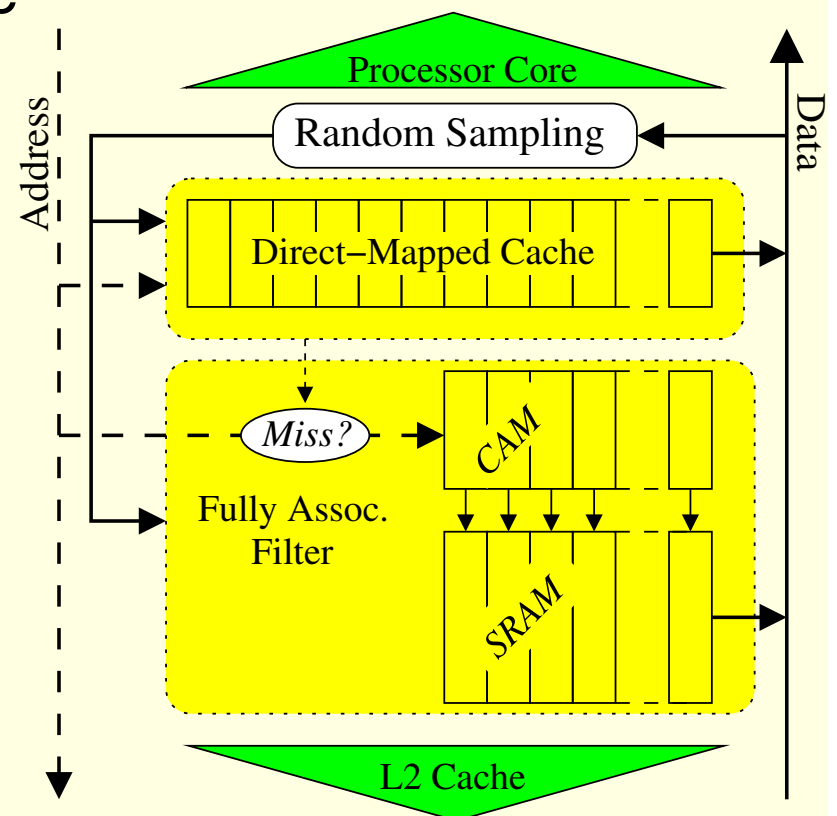 Processor Core
Address
Data
Random Sampling
Direct−Mapped Cache
Miss?
CAM
Fully Assoc.
Filter
SRAM
L2 Cache